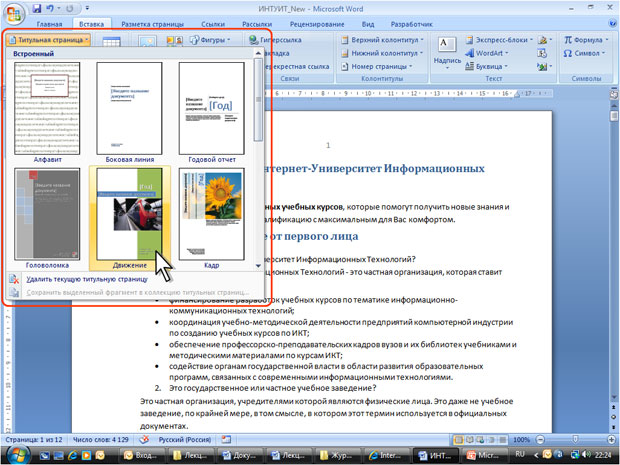 ИНТУИТ_New - Microsoft Word
Главная Вставка Разметка страницы Ссылки Рассылки Рецензирование Вид Разработчик
Титульная страница Фигуры Гиперссылка Верхний колонтитул Экспресс-блоки Формула
Закладка Нижний колонтитул WordArt Символ
Номер страницы Надпись Буквица
Связи Колонтитулы Текст Символы
Встроенный
[Введите название документа]
[Год]
Алфавит Боковая линия Годовой отчет
[Год]
Головоломка Движение Кадр
Удалить текущую титульную страницу
Сохранить выделенный фрагмент в коллекцию титульных страниц...
1
тернет-Университет Информационных
ных учебных курсов, которые помогут получить новые знания и
алификацию с максимальным для Вас комфортом.
е от первого лица
ерситет Информационных Технологий?
ционных Технологий - это частная организация, которая ставит
финансирование разработок учебных курсов по тематике информационно-
коммуникационных технологий;
координация учебно-методической деятельности предприятий компьютерной индустрии
по созданию учебных курсов по ИКТ;
обеспечение профессорско-преподавательских кадров вузов и их библиотек учебниками и
методическими материалами по курсам ИКТ;
содействие органам государственной власти в области развития образовательных
программ, связанных с современными информационными технологиями.
2. Это государственное или частное учебное заведение?
Это частная организация, учредителями которой являются физические лица. Это даже не учебное
заведение, по крайней мере, в том смысле, в котором этот термин используется в официальных
документах.
Страница: 1 из 12 Число слов: 4 129 Русский (Россия) 100%
Вход... Лекц... Доку... Лекц... Жур... Inter... ИНТ... Micr... RU 22:24